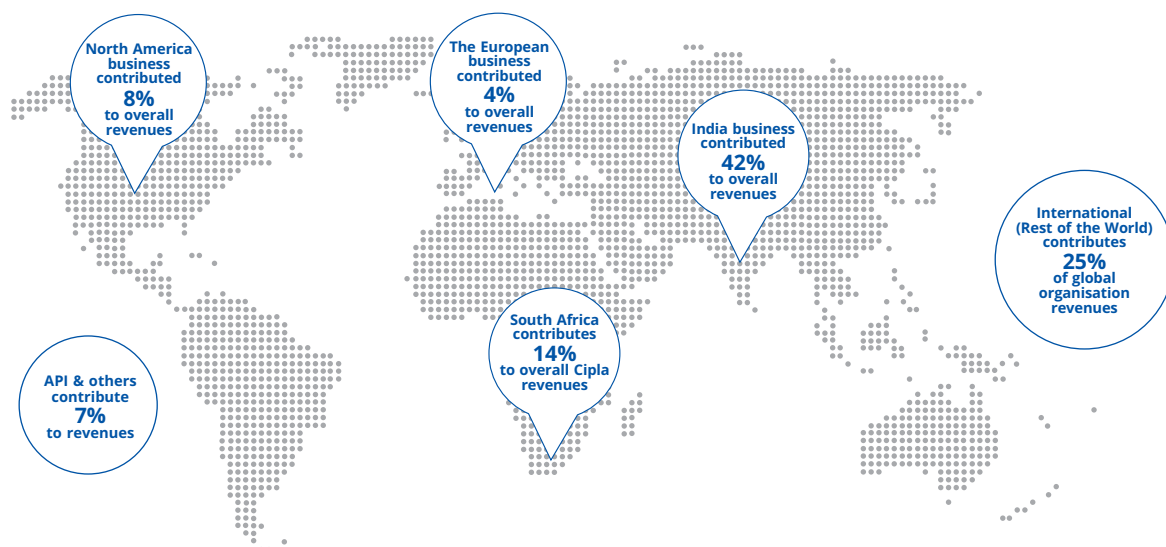 North America
business
contributed
8%
to overall
revenues
The European
business
contributed
4%
to overall
revenues
India business
contributed
42%
to overall
revenues
International
(Rest of the World)
contributes
25%
of global
organisation
revenues
South Africa
contributes
14%
to overall Cipla
revenues
API & others
contribute
7%
to revenues